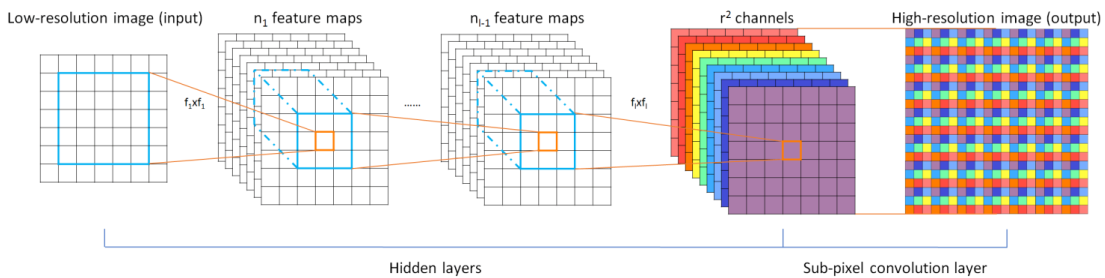 Low-resolution image (input)
n₁ feature maps
nₗ₋₁ feature maps
r² channels
High-resolution image (output)
f₁xf₁
......
fₗxfₗ
Hidden layers
Sub-pixel convolution layer